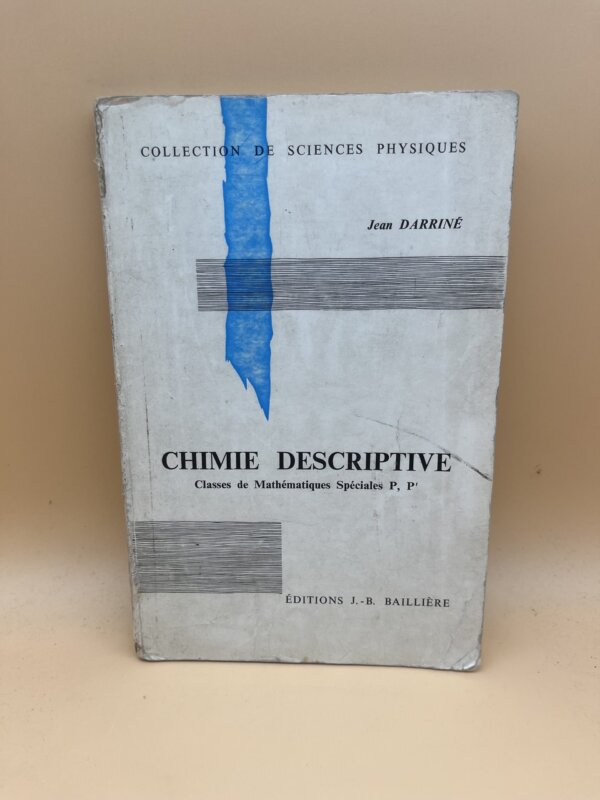 COLLECTION DE SCIENCES PHYSIQUES
Jean DARRINÉ
CHIMIE DESCRIPTIVE
Classes de Mathématiques Spéciales P, P'
ÉDITIONS J.-B. BAILLIÈRE